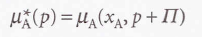 μ*A(p) = μA(xA, p + Π)